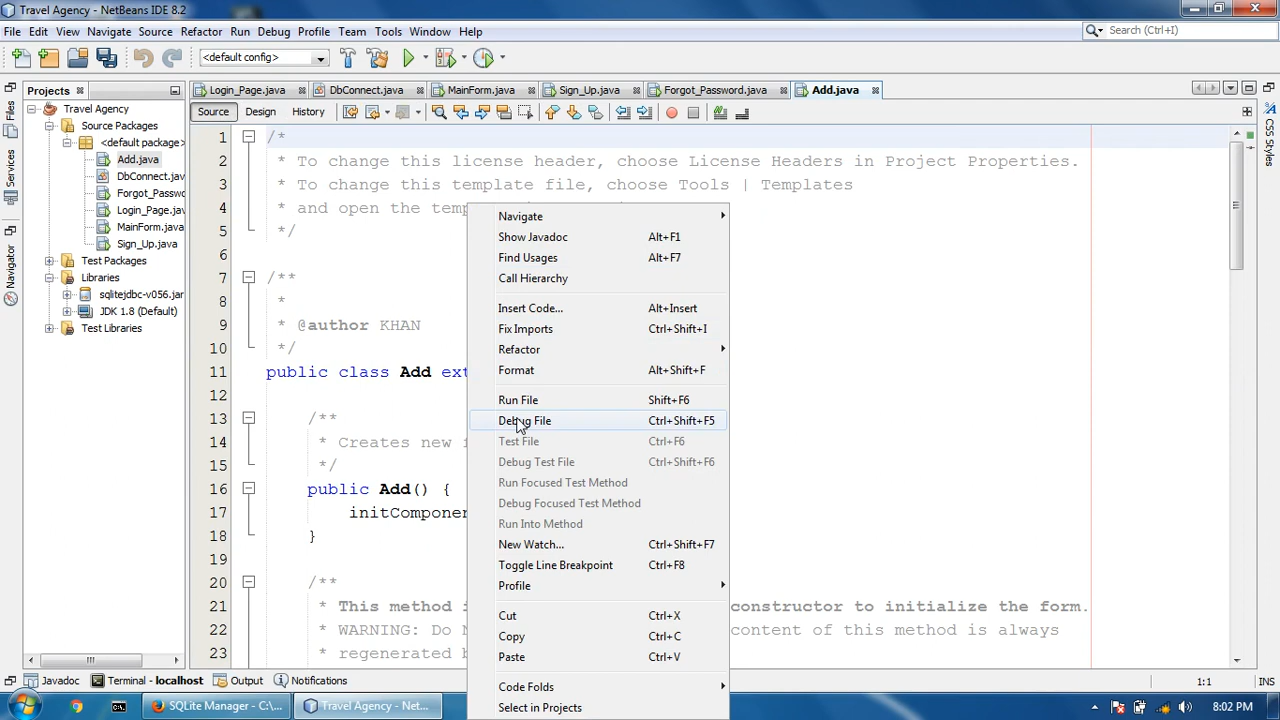 Travel Agency - NetBeans IDE 8.2
File Edit View Navigate Source Refactor Run Debug Profile Team Tools Window Help
Search (Ctrl+I)
<default config>
Projects
Login_Page.java DbConnect.java MainForm.java Sign_Up.java Forgot_Password.java Add.java
Source Design History
Files
Services
Navigator
CSS Styles
Travel Agency
Source Packages
<default package>
Add.java
DbConnect.java
Forgot_Passwo
Login_Page.jav
MainForm.java
Sign_Up.java
Test Packages
Libraries
sqlitejdbc-v056.jar
JDK 1.8 (Default)
Test Libraries
1 /*
2 * To change this license header, choose License Headers in Project Properties.
3 * To change this template file, choose Tools | Templates
4 * and open the temp
5 */
6
7 /**
8 *
9 * @author KHAN
10 */
11 public class Add ext
12
13 /**
14 * Creates new f
15 */
16 public Add() {
17 initComponen
18 }
19
20 /**
21 * This method i constructor to initialize the form.
22 * WARNING: Do N content of this method is always
23 * regenerated b
Navigate
Show Javadoc Alt+F1
Find Usages Alt+F7
Call Hierarchy
Insert Code... Alt+Insert
Fix Imports Ctrl+Shift+I
Refactor
Format Alt+Shift+F
Run File Shift+F6
Debug File Ctrl+Shift+F5
Test File Ctrl+F6
Debug Test File Ctrl+Shift+F6
Run Focused Test Method
Debug Focused Test Method
Run Into Method
New Watch... Ctrl+Shift+F7
Toggle Line Breakpoint Ctrl+F8
Profile
Cut Ctrl+X
Copy Ctrl+C
Paste Ctrl+V
Code Folds
Select in Projects
Javadoc Terminal - localhost Output Notifications
1:1 INS
SQLite Manager - C:\... Travel Agency - Net... 8:02 PM